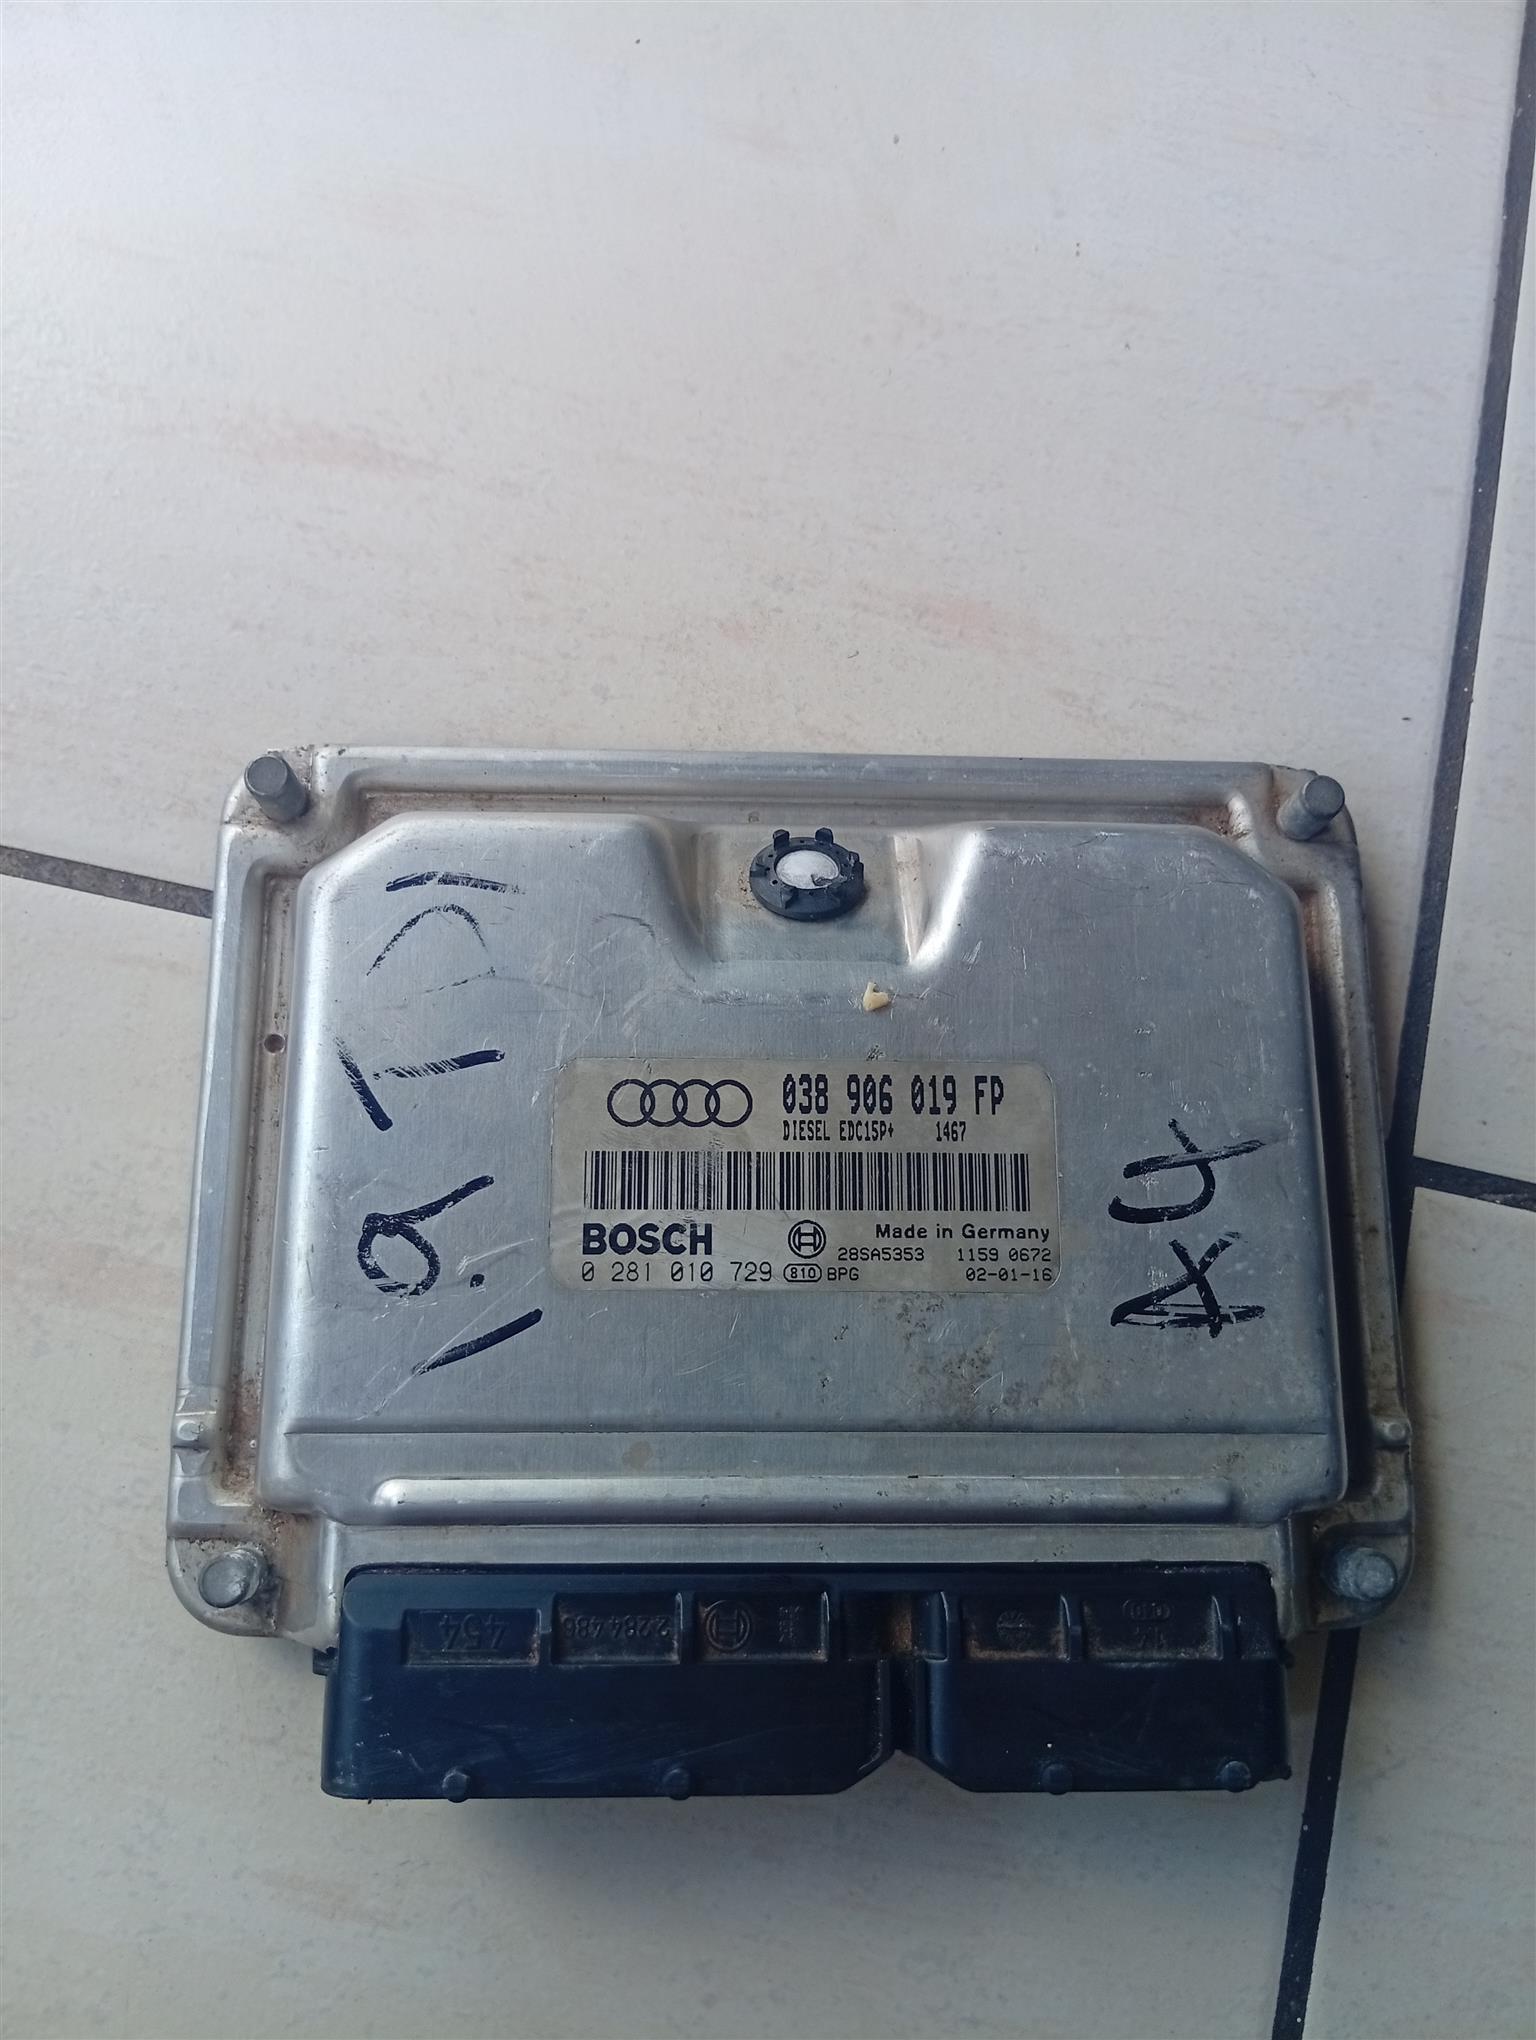 1.9 TDI
038 906 019 FP
DIESEL EDC15P+ 1467
BOSCH
Made in Germany
28SA5353 1159 0672
0 281 010 729 810 BPG 02-01-16
A4
454
2284486